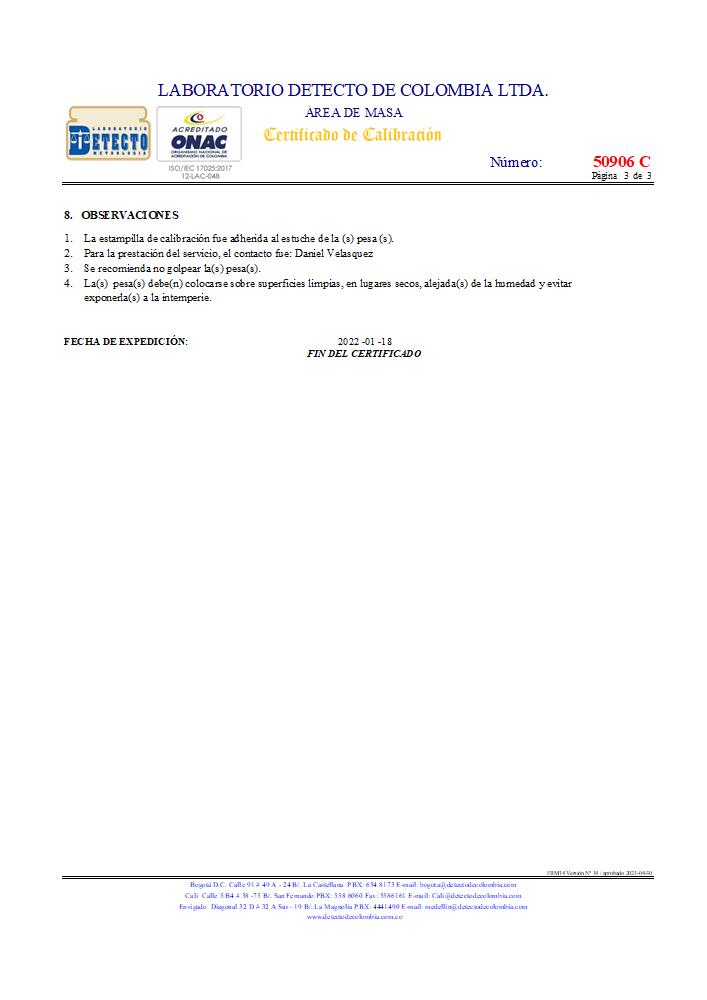 LABORATORIO DETECTO DE COLOMBIA LTDA.
ÁREA DE MASA
Certificado de Calibración
LABORATORIO
DETECTO
METROLOGIA
ACREDITADO
ONAC
ORGANISMO NACIONAL DE
ACREDITACIÓN DE COLOMBIA
ISO/IEC 17025:2017
12-LAC-048
Número: 50906 C
Página 3 de 3
8. OBSERVACIONES
1. La estampilla de calibración fue adherida al estuche de la (s) pesa (s).
2. Para la prestación del servicio, el contacto fue: Daniel Velasquez
3. Se recomienda no golpear la(s) pesa(s).
4. La(s) pesa(s) debe(n) colocarse sobre superficies limpias, en lugares secos, alejada(s) de la humedad y evitar
exponerla(s) a la intemperie.
FECHA DE EXPEDICIÓN: 2022 -01 -18
FIN DEL CERTIFICADO
FRM14 Versión Nº 14 / aprobado 2021-04-30
Bogotá D.C. Calle 91 # 49 A - 24 B/. La Castellana PBX: 634 8173 E-mail: bogota@detectodecolombia.com
Cali Calle 5 B4 # 38 -75 B/. San Fernando PBX: 558 6060 Fax: 5586161 E-mail: Cali@detectodecolombia.com
Envigado Diagonal 32 D # 32 A Sur - 19 B/. La Magnolia PBX: 4441490 E-mail: medellin@detectodecolombia.com
www.detectodecolombia.com.co